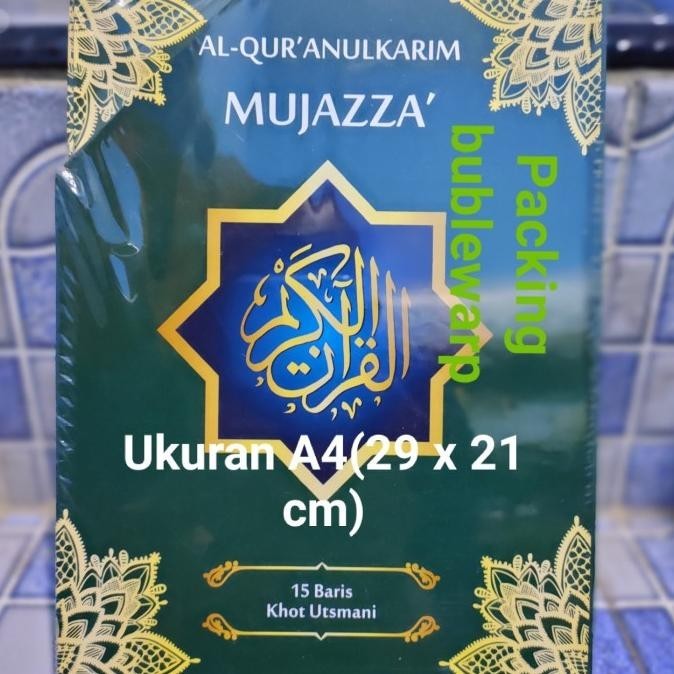 AL-QUR'ANULKARIM
MUJAZZA'
Packing
bublewarp
القرآن الكريم
Ukuran A4(29 x 21
cm)
15 Baris
Khot Utsmani